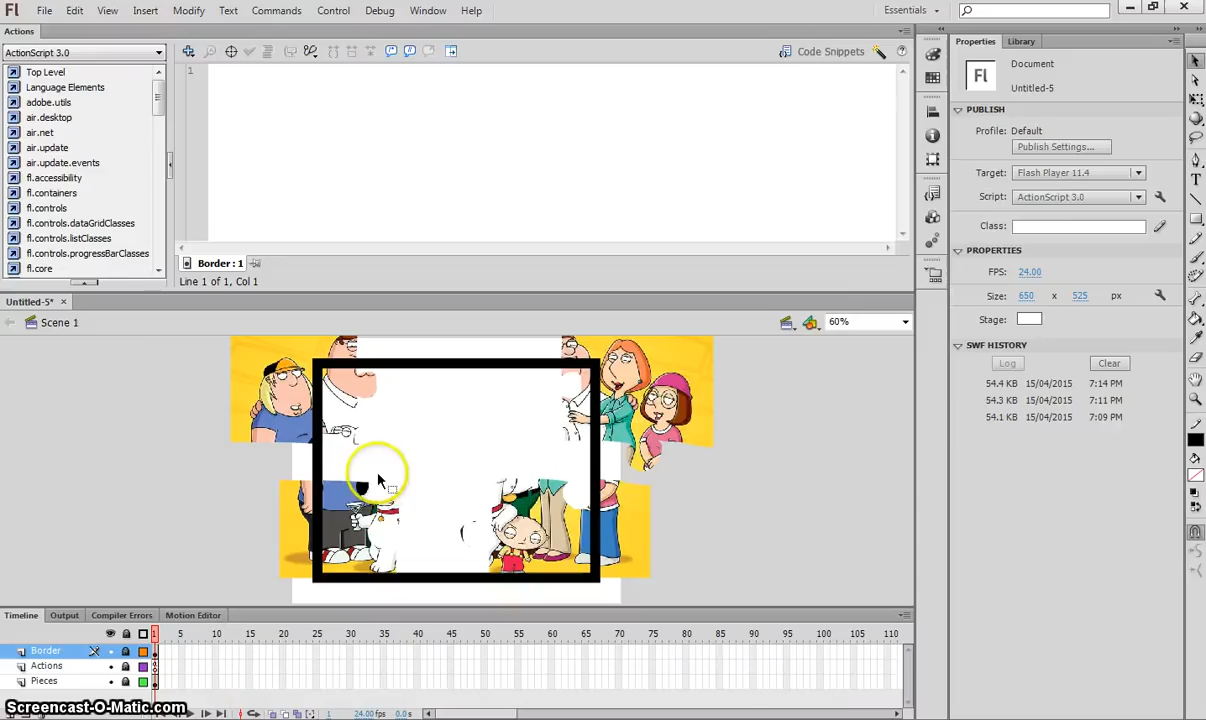 Fl File Edit View Insert Modify Text Commands Control Debug Window Help Essentials
Actions
ActionScript 3.0
Code Snippets
Top Level
Language Elements
adobe.utils
air.desktop
air.net
air.update
air.update.events
fl.accessibility
fl.containers
fl.controls
fl.controls.dataGridClasses
fl.controls.listClasses
fl.controls.progressBarClasses
fl.core
1
Border : 1
Line 1 of 1, Col 1
Untitled-5*
Scene 1
60%
Properties Library
Fl
Document
Untitled-5
PUBLISH
Profile: Default
Publish Settings...
Target: Flash Player 11.4
Script: ActionScript 3.0
Class:
PROPERTIES
FPS: 24.00
Size: 650 x 525 px
Stage:
SWF HISTORY
Log Clear
54.4 KB 15/04/2015 7:14 PM
54.3 KB 15/04/2015 7:11 PM
54.1 KB 15/04/2015 7:09 PM
Timeline Output Compiler Errors Motion Editor
1 5 10 15 20 25 30 35 40 45 50 55 60 65 70 75 80 85 90 95 100 105 110
Border
Actions
Pieces
1 24.00 fps 0.0 s
Screencast-O-Matic.com